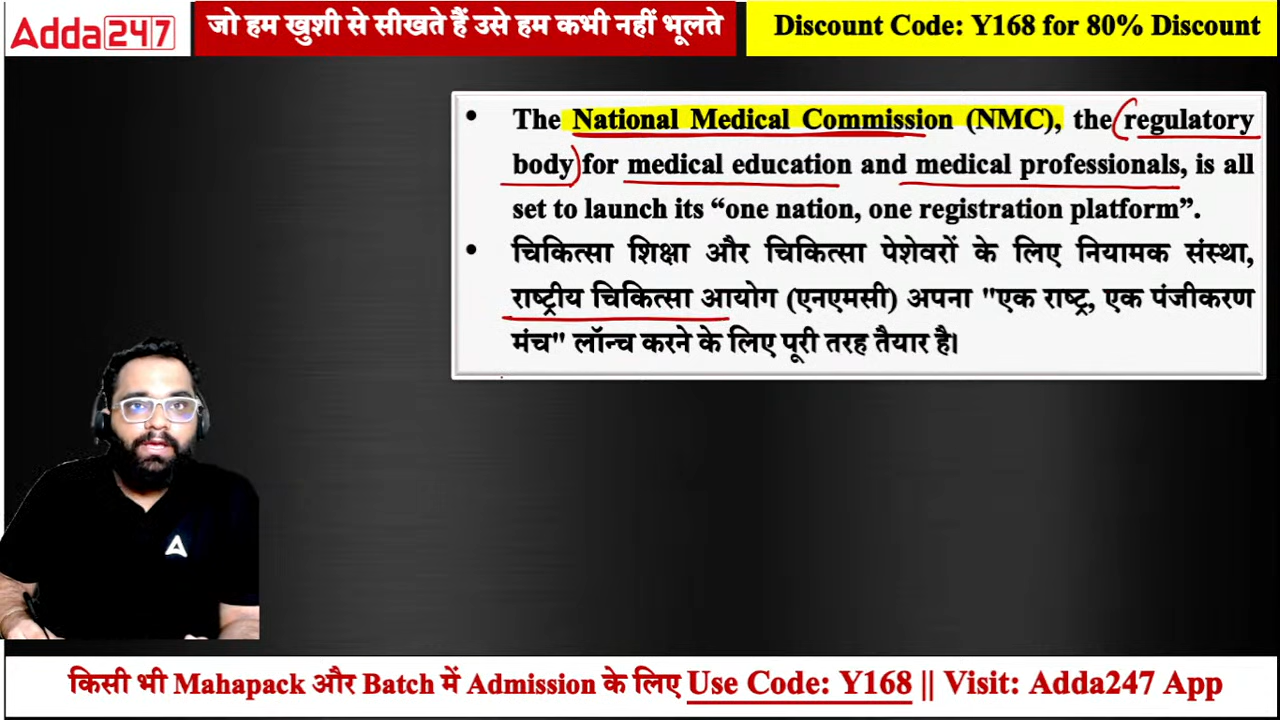 Adda247
जो हम खुशी से सीखते हैं उसे हम कभी नहीं भूलते
Discount Code: Y168 for 80% Discount
• The National Medical Commission (NMC), the regulatory
body for medical education and medical professionals, is all
set to launch its “one nation, one registration platform”.
• चिकित्सा शिक्षा और चिकित्सा पेशेवरों के लिए नियामक संस्था,
राष्ट्रीय चिकित्सा आयोग (एनएमसी) अपना "एक राष्ट्र, एक पंजीकरण
मंच" लॉन्च करने के लिए पूरी तरह तैयार है।
किसी भी Mahapack और Batch में Admission के लिए Use Code: Y168 || Visit: Adda247 App